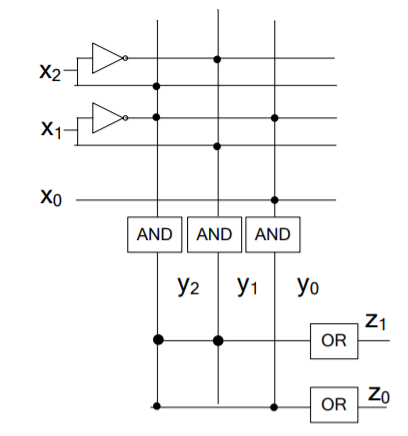 x₂
x₁
x₀
AND AND AND
y₂ y₁ y₀
z₁
OR
z₀
OR